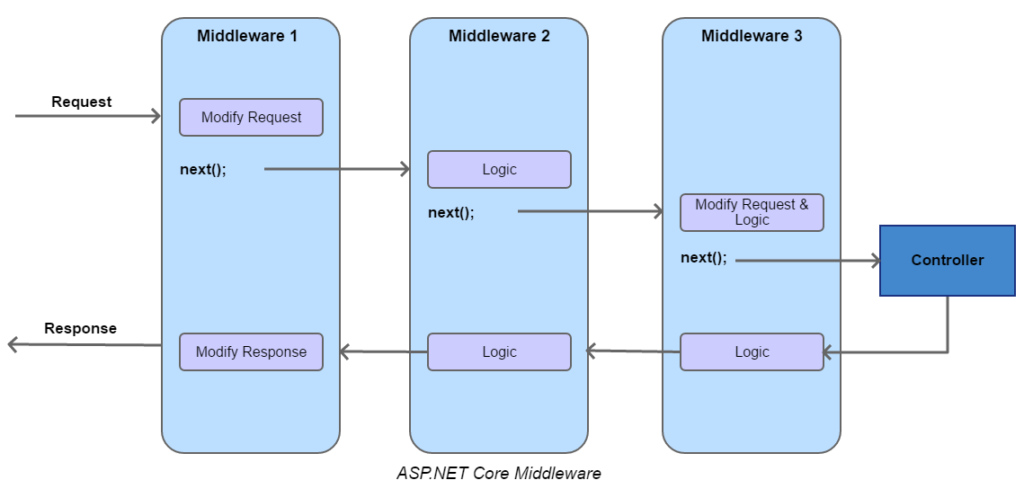 Middleware 1
Middleware 2
Middleware 3
Request
Modify Request
next();
Logic
next();
Modify Request &
Logic
next();
Controller
Response
Modify Response
Logic
Logic
ASP.NET Core Middleware